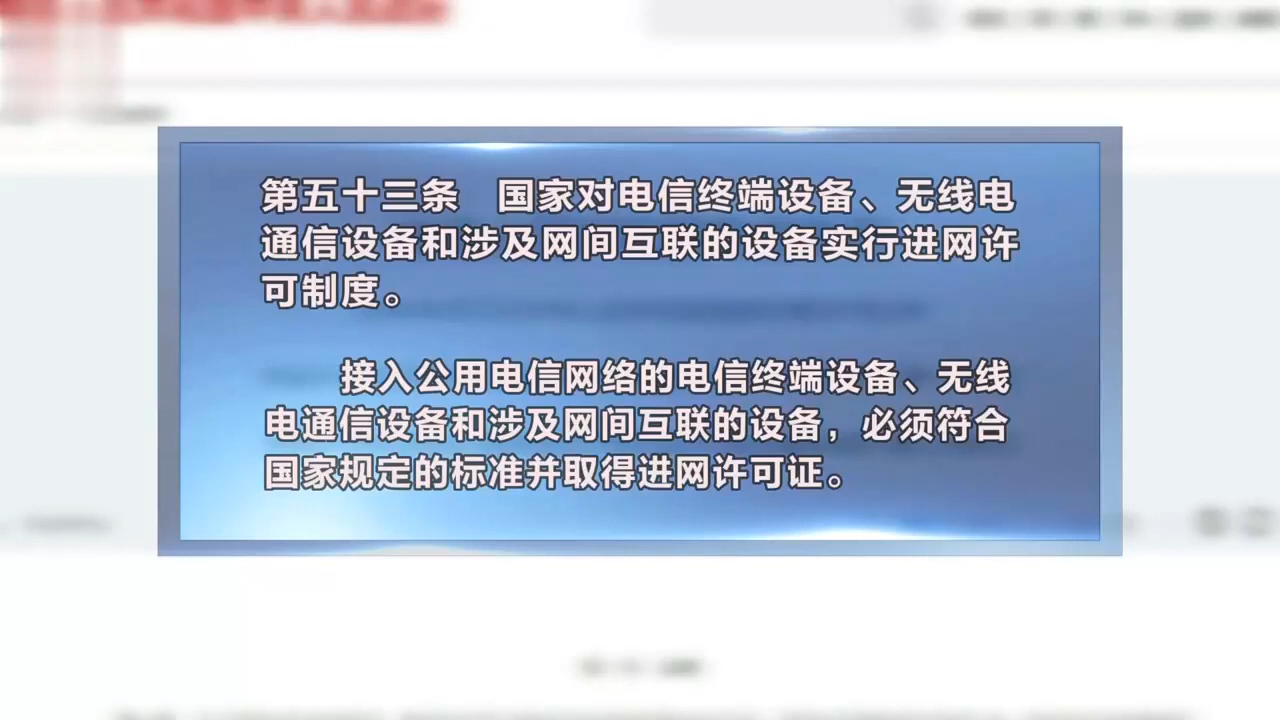 第五十三条 国家对电信终端设备、无线电
通信设备和涉及网间互联的设备实行进网许
可制度。
接入公用电信网络的电信终端设备、无线
电通信设备和涉及网间互联的设备，必须符合
国家规定的标准并取得进网许可证。